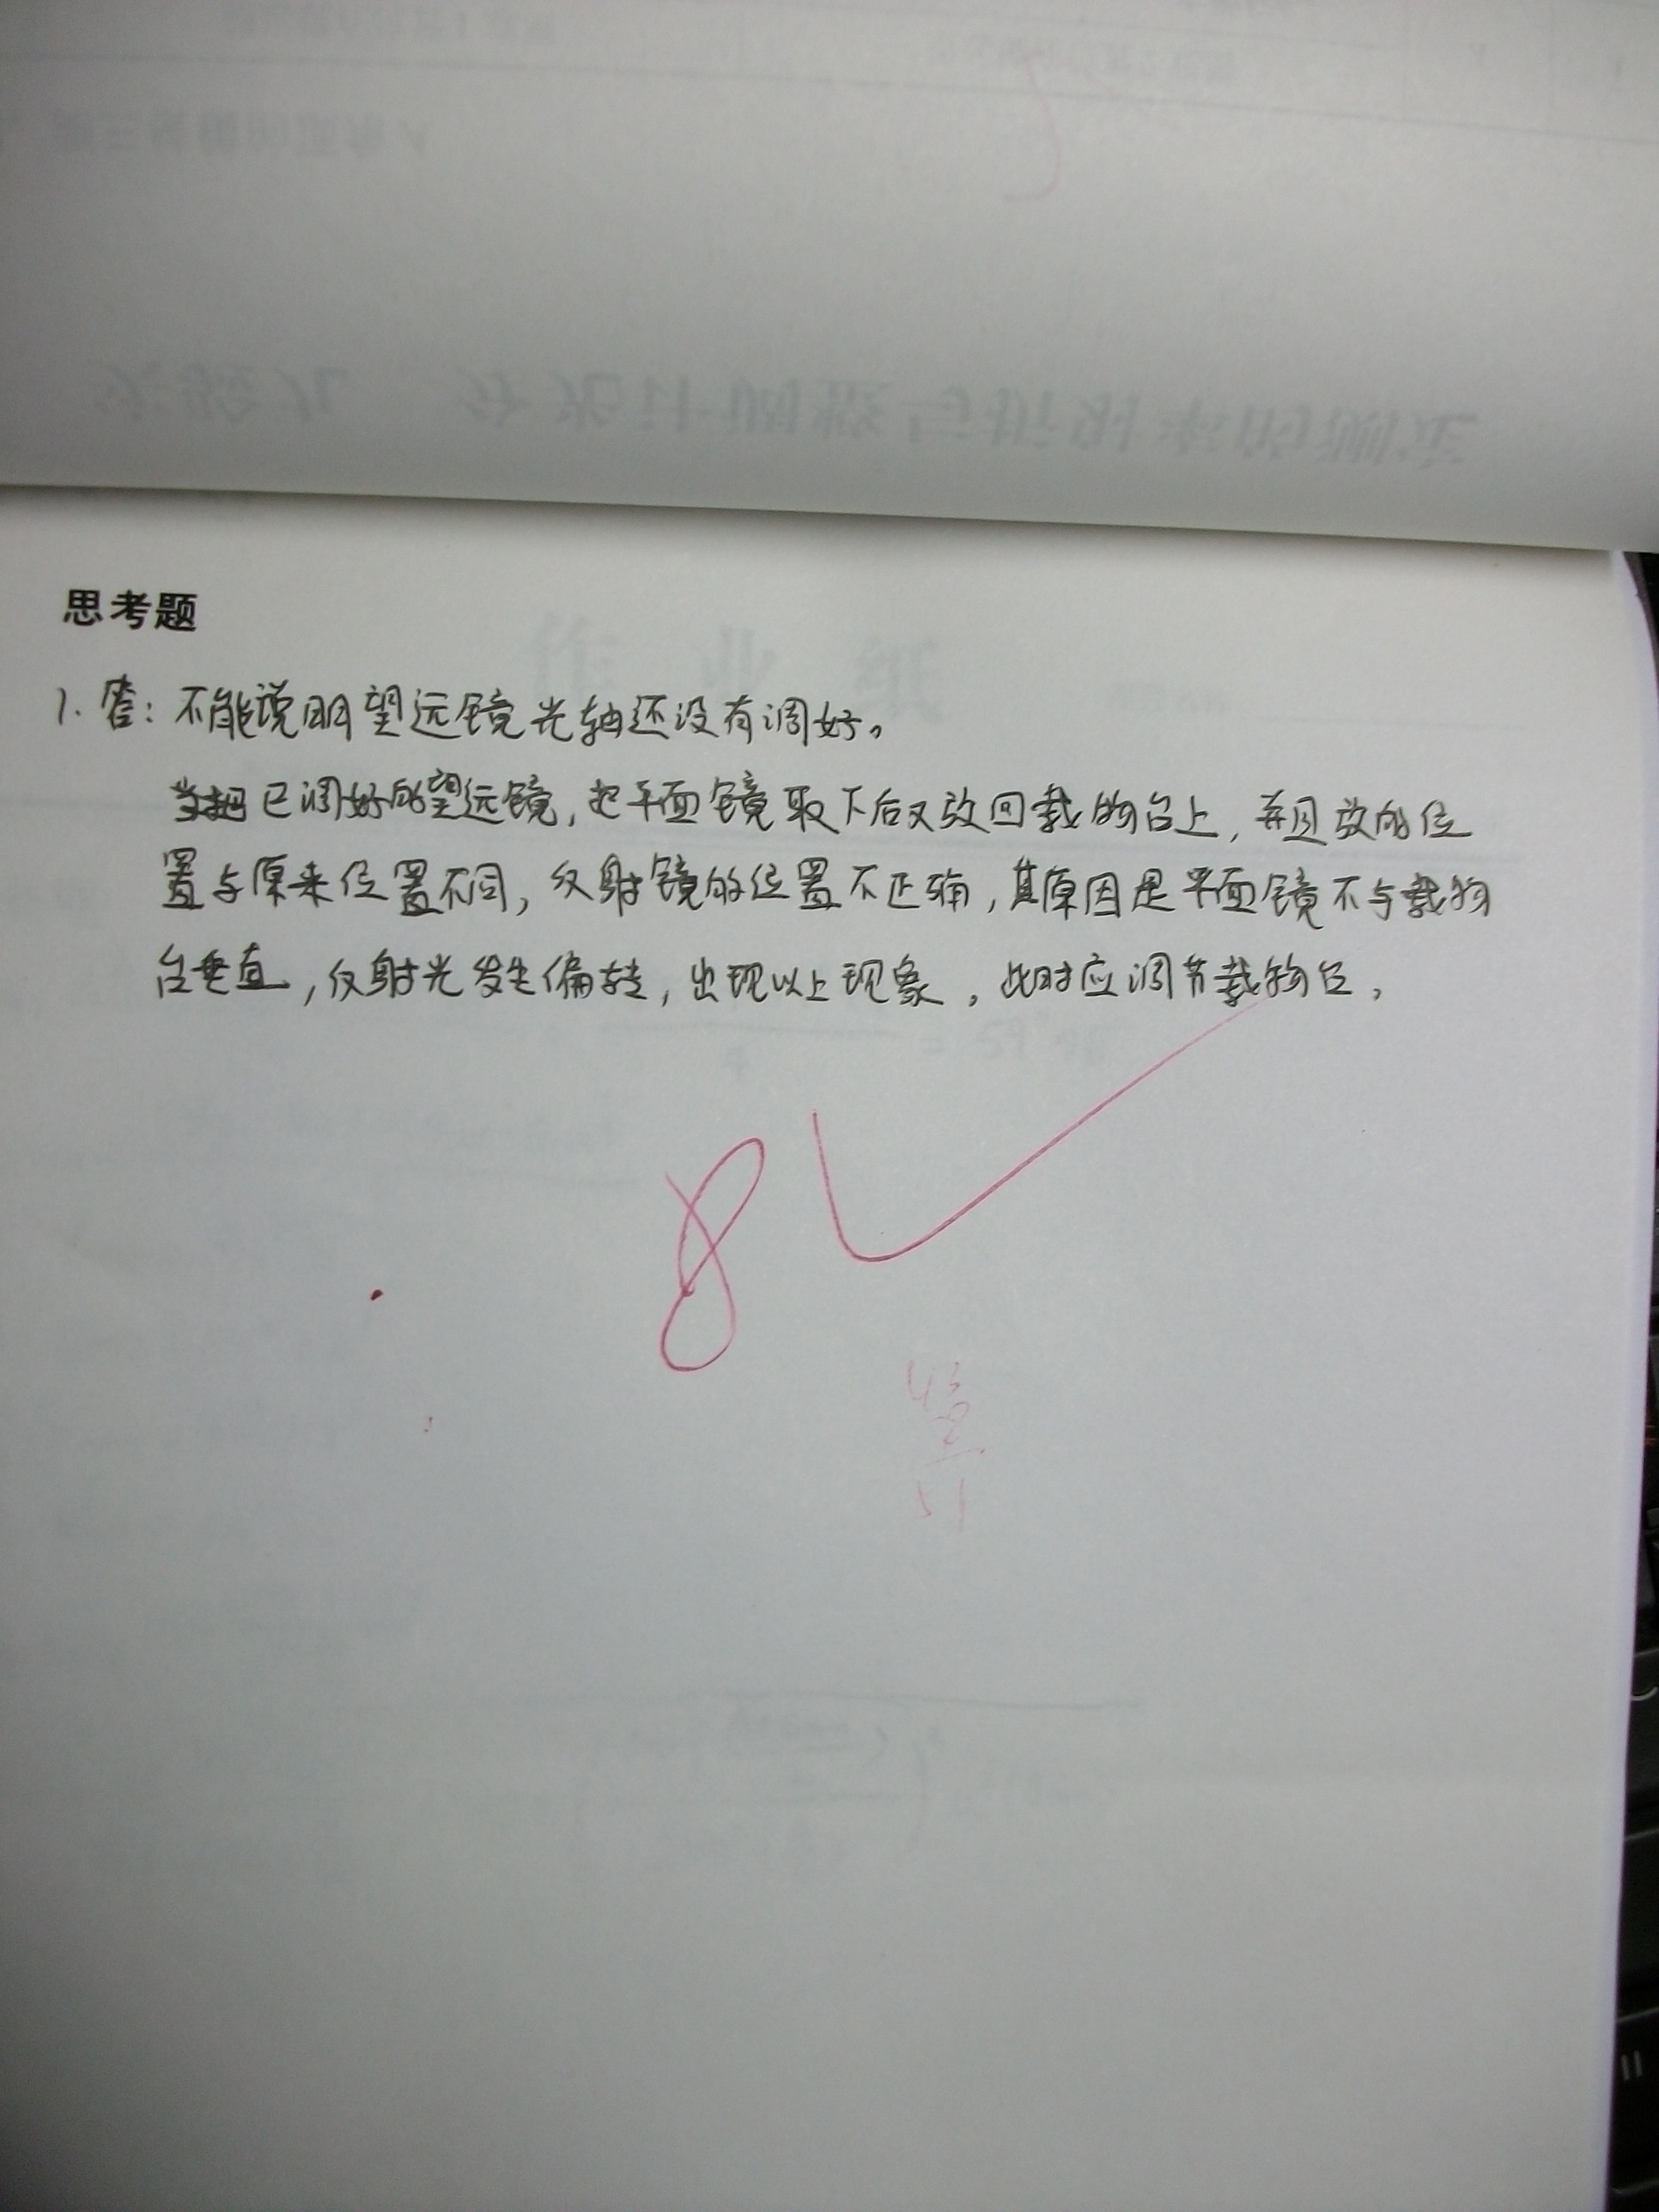 思考题
1. 答：不能说明望远镜光轴还没有调好。
当把已调好的望远镜，把平面镜取下后又放回载物台上，并且放的位
置与原来位置不同，反射镜的位置不正确，其原因是平面镜不与载物
台垂直，反射光发生偏转，出现以上现象。此时应调节载物台，
8
43
8
51